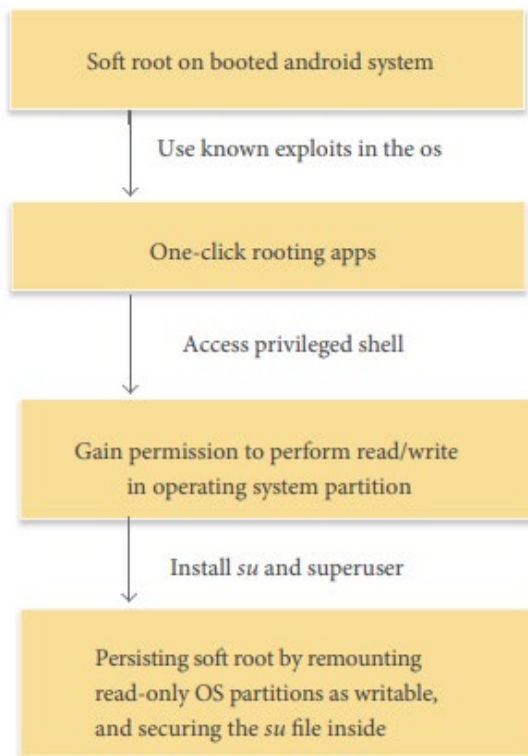 Soft root on booted android system
Use known exploits in the os
One-click rooting apps
Access privileged shell
Gain permission to perform read/write
in operating system partition
Install su and superuser
Persisting soft root by remounting
read-only OS partitions as writable,
and securing the su file inside